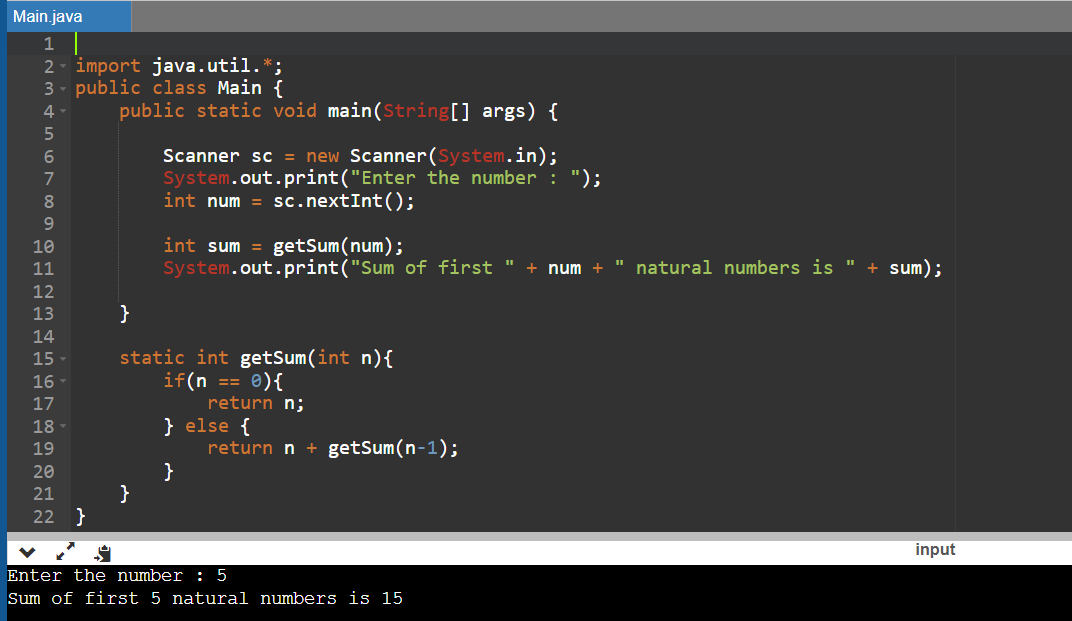 Main.java
1
2 import java.util.*;
3 public class Main {
4     public static void main(String[] args) {
5
6         Scanner sc = new Scanner(System.in);
7         System.out.print("Enter the number : ");
8         int num = sc.nextInt();
9
10         int sum = getSum(num);
11         System.out.print("Sum of first " + num + " natural numbers is " + sum);
12
13     }
14
15     static int getSum(int n){
16         if(n == 0){
17             return n;
18         } else {
19             return n + getSum(n-1);
20         }
21     }
22 }
input
Enter the number : 5
Sum of first 5 natural numbers is 15